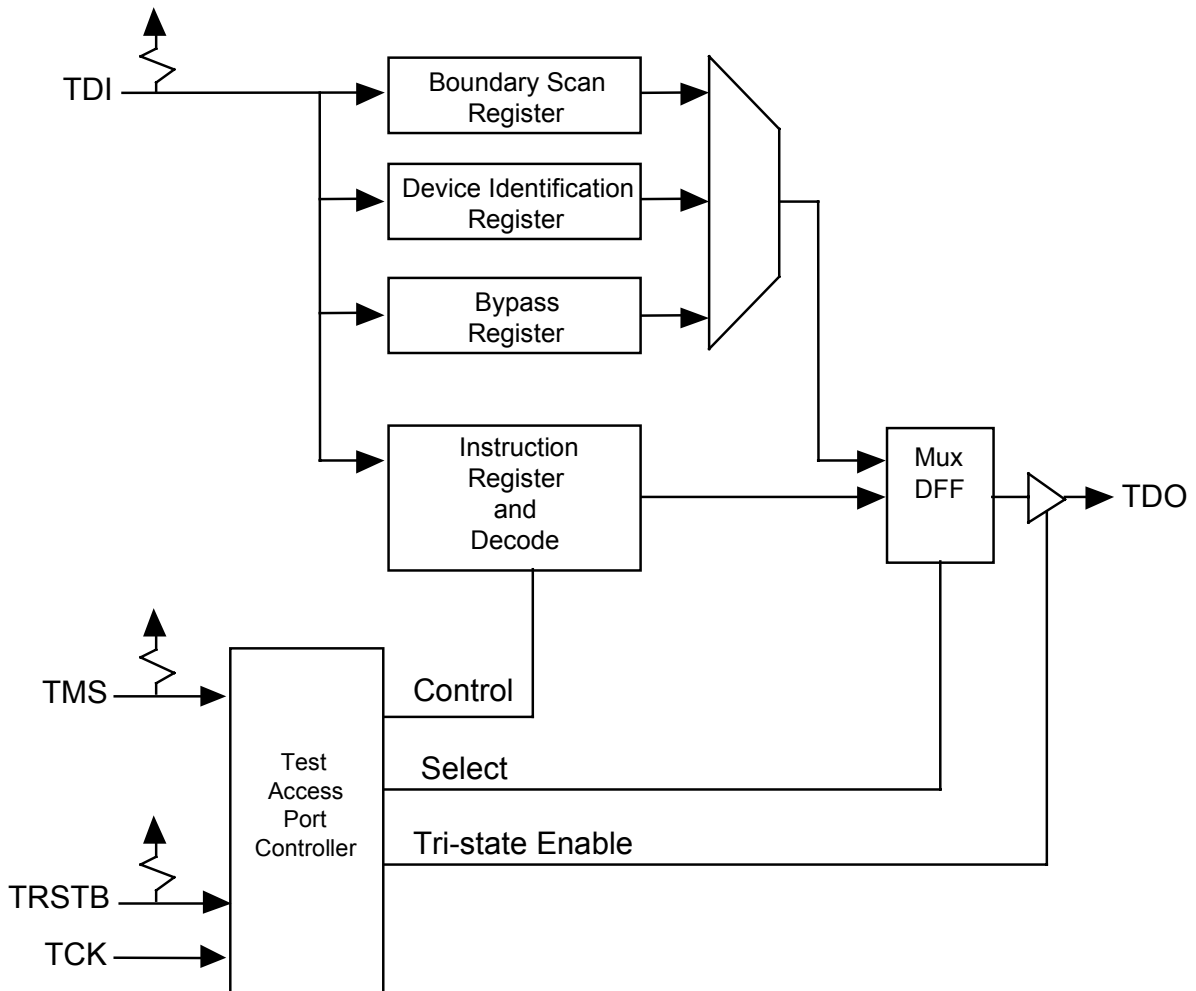 TDI
Boundary Scan
Register
Device Identification
Register
Bypass
Register
Instruction
Register
and
Decode
Mux
DFF
TDO
TMS
Control
Test
Access
Port
Controller
Select
Tri-state Enable
TRSTB
TCK